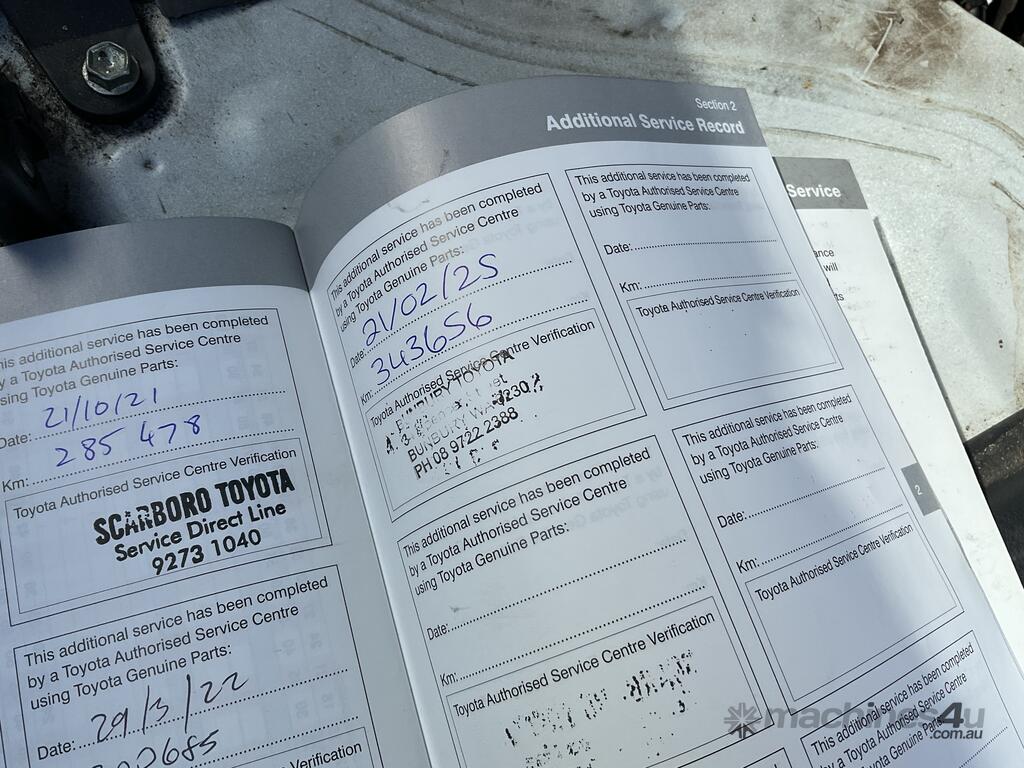 This additional service has been completed
by a Toyota Authorised Service Centre
using Toyota Genuine Parts:
21/10/21
Date:
285 478
Km:
Toyota Authorised Service Centre Verification
SCARBORO TOYOTA
Service Direct Line
9273 1040
This additional service has been completed
by a Toyota Authorised Service Centre
using Toyota Genuine Parts:
Date: 29/3/22
Verification
Section 2
Additional Service Record
This additional service has been completed
by a Toyota Authorised Service Centre
using Toyota Genuine Parts:
Date: 21/02/25
Km: 343656
Toyota Authorised Service Centre Verification
BUNBURY TOYOTA
BUNBURY WA 6230
PH 08 9722 2388
This additional service has been completed
by a Toyota Authorised Service Centre
using Toyota Genuine Parts:
Date:
Km:
Toyota Authorised Service Centre Verification
This additional service has been completed
by a Toyota Authorised Service Centre
using Toyota Genuine Parts:
Date:
Km:
Toyota Authorised Service Centre Verification
This additional service has been completed
by a Toyota Authorised Service Centre
using Toyota Genuine Parts:
Date:
Km:
Toyota Authorised Service Centre Verification
2
This additional service has been completed
by a Toyota Authorised Service Centre
using Toyota Genuine Parts:
Service
will
machines4u
.com.au